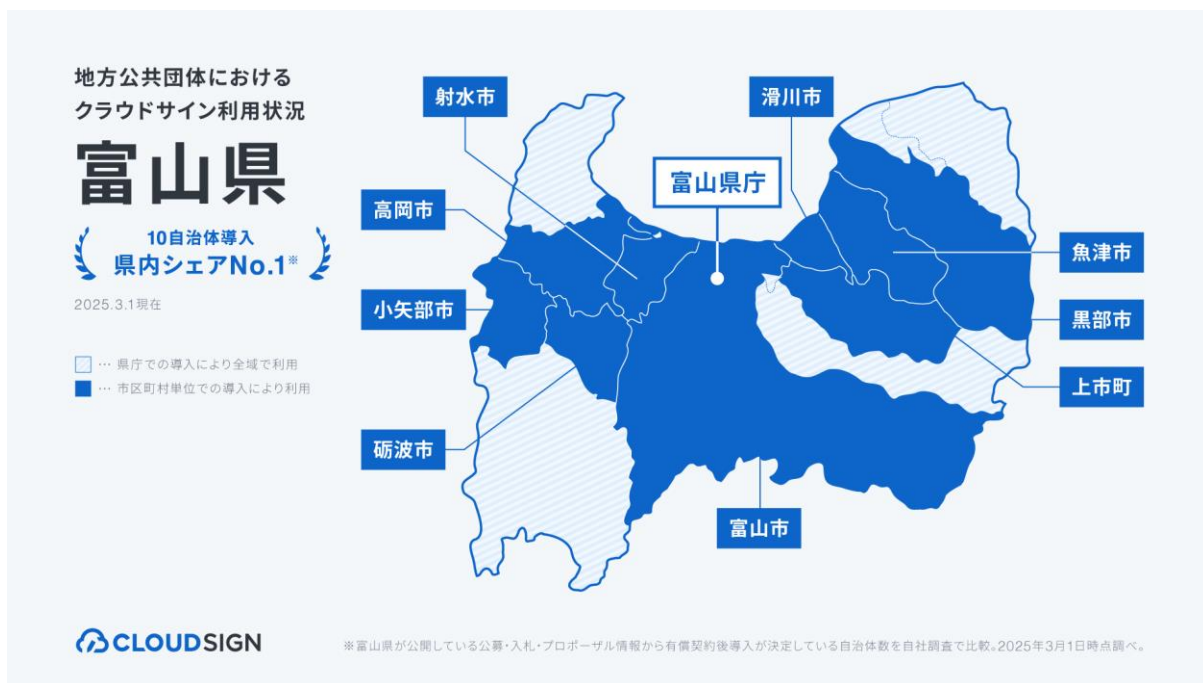 地方公共団体における
クラウドサイン利用状況
富山県
10自治体導入
県内シェアNo.1※
2025.3.1現在
… 県庁での導入により全域で利用
… 市区町村単位での導入により利用
射水市
滑川市
富山県庁
高岡市
魚津市
小矢部市
黒部市
上市町
砺波市
富山市
CLOUDSIGN
※富山県が公開している公募・入札・プロポーザル情報から有償契約後導入が決定している自治体数を自社調査で比較。2025年3月1日時点調べ。